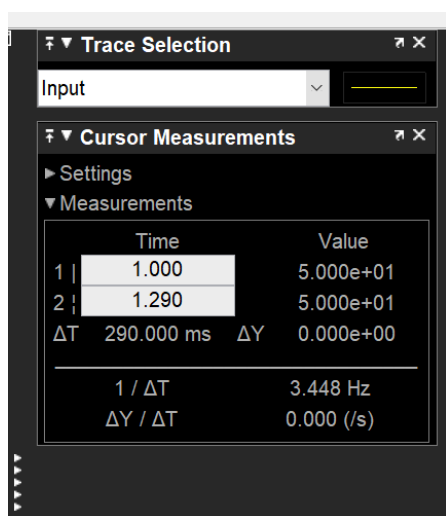 Trace Selection
Input
Cursor Measurements
Settings
Measurements
Time Value
1 1.000 5.000e+01
2 1.290 5.000e+01
ΔT 290.000 ms ΔY 0.000e+00
1 / ΔT 3.448 Hz
ΔY / ΔT 0.000 (/s)